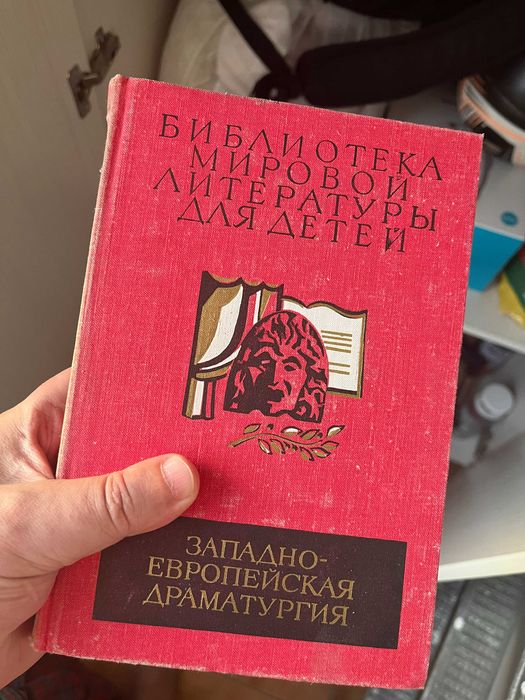 БИБЛИОТЕКА
МИРОВОЙ
ЛИТЕРАТУРЫ
ДЛЯ ДЕТЕЙ
ЗАПАДНО-
ЕВРОПЕЙСКАЯ
ДРАМАТУРГИЯ